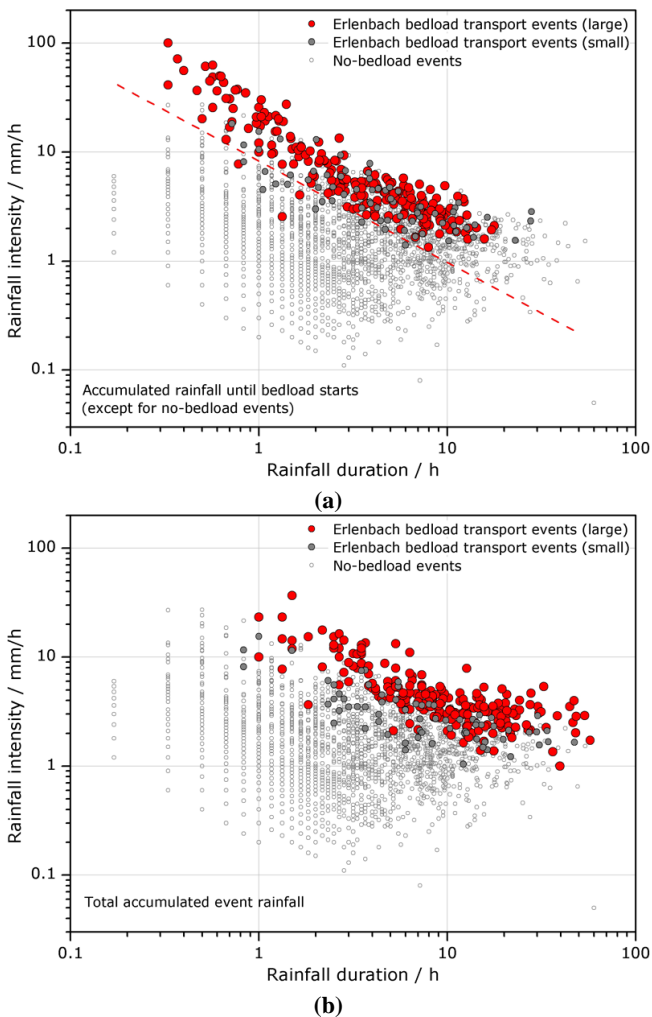 Erlenbach bedload transport events (large)
Erlenbach bedload transport events (small)
No-bedload events
100
10
1
0.1
Rainfall intensity / mm/h
Accumulated rainfall until bedload starts
(except for no-bedload events)
0.1 1 10 100
Rainfall duration / h
(a)
Erlenbach bedload transport events (large)
Erlenbach bedload transport events (small)
No-bedload events
100
10
1
0.1
Rainfall intensity / mm/h
Total accumulated event rainfall
0.1 1 10 100
Rainfall duration / h
(b)